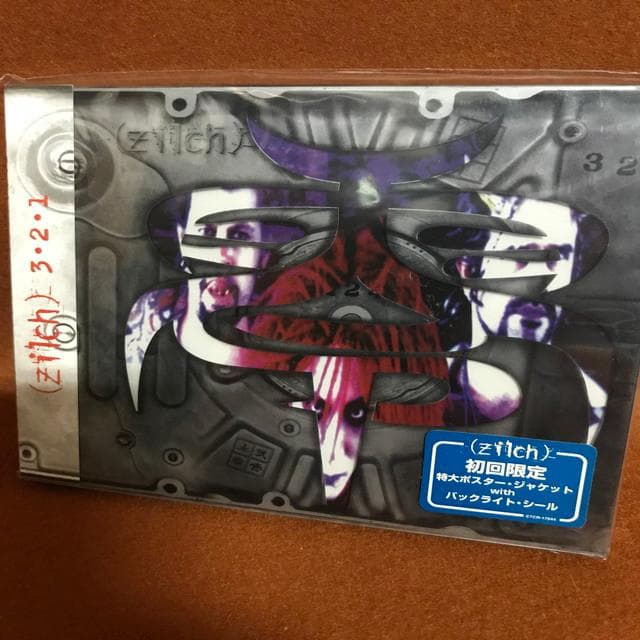 (zilch)
3 2
(zilch) 3・2・1
2
(zilch)
初回限定
特大ポスター・ジャケット
with
バックライト・シール